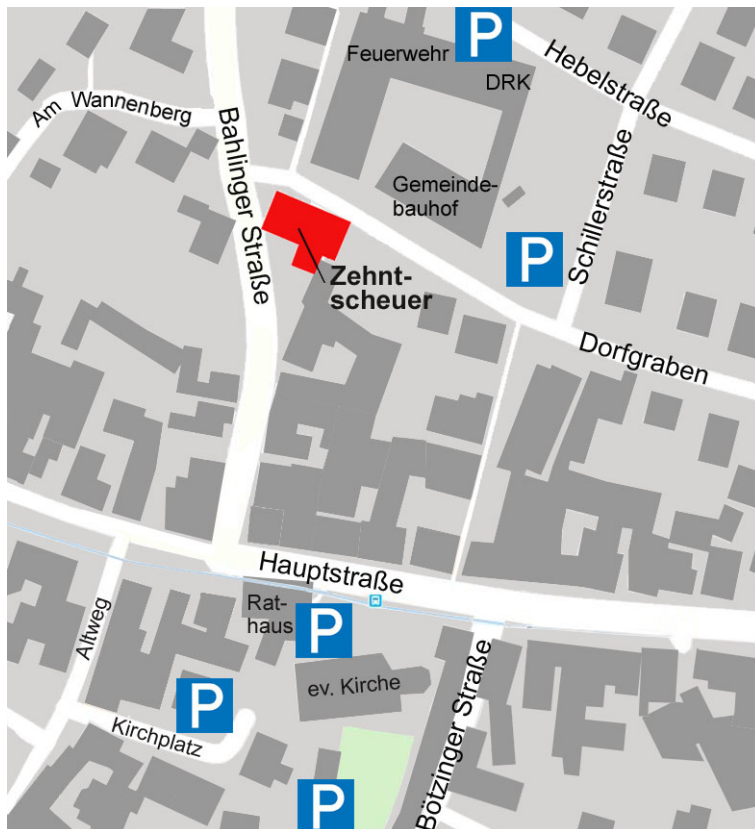 P
Feuerwehr
DRK
Hebelstraße
Am Wannenberg
Bahlinger Straße
Schillerstraße
Gemeinde-
bauhof
P
Zehnt-
scheuer
Dorfgraben
Hauptstraße
Rat-
haus
P
Altweg
ev. Kirche
P
Kirchplatz
Bötzinger Straße
P